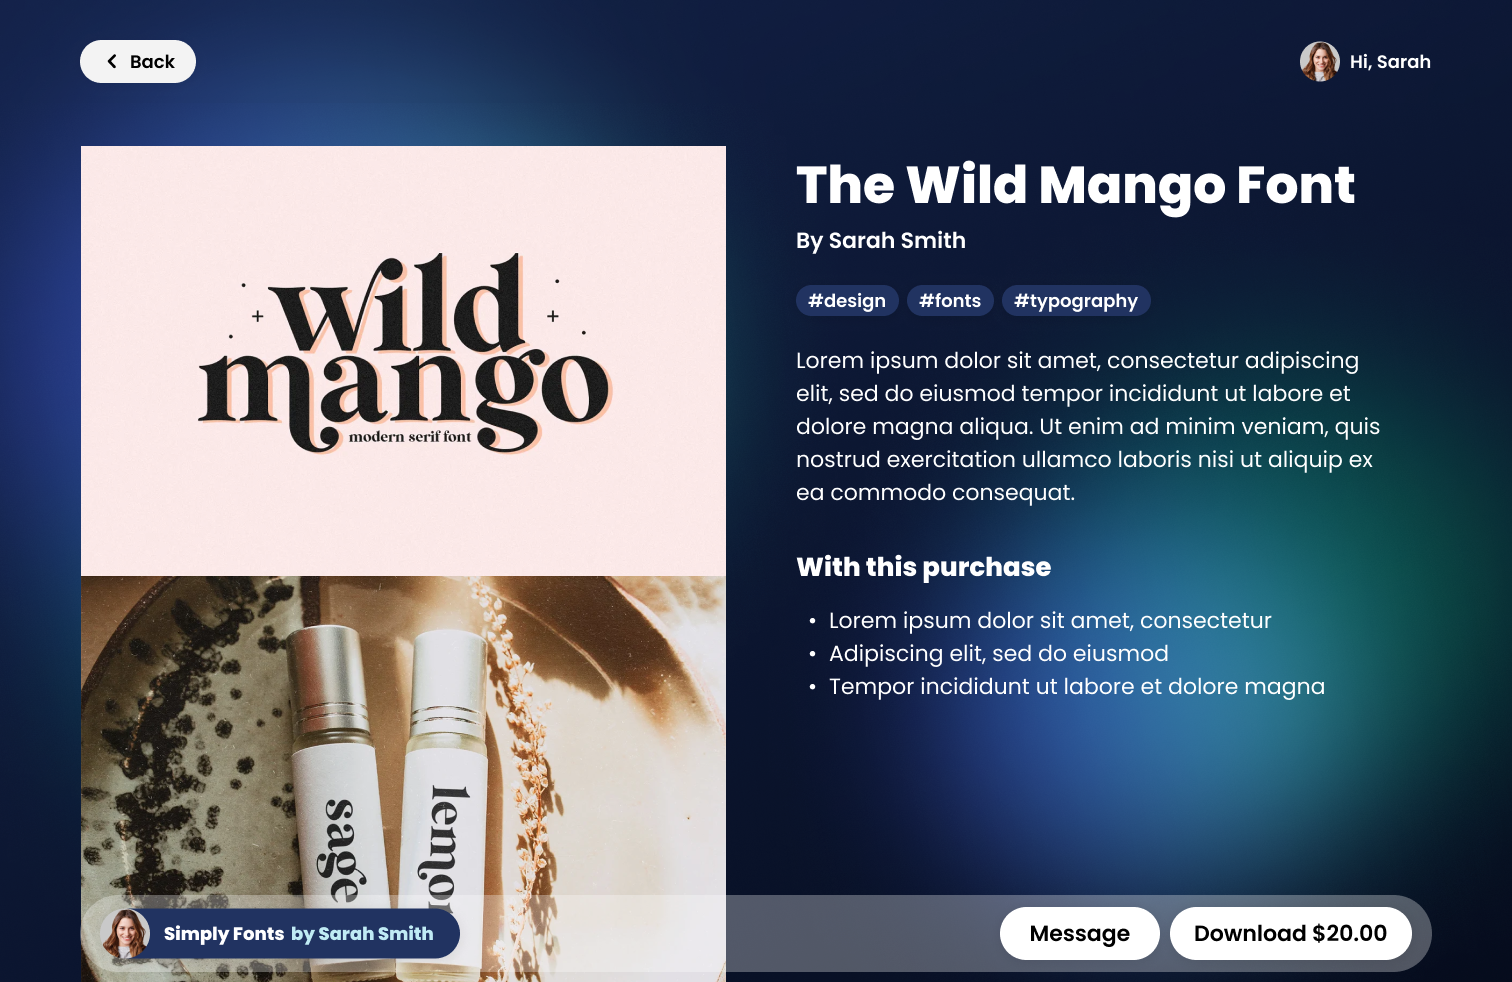 Back
Hi, Sarah
wild
mango
modern serif font
sage
The Wild Mango Font
By Sarah Smith
#design #fonts #typography
Lorem ipsum dolor sit amet, consectetur adipiscing
elit, sed do eiusmod tempor incididunt ut labore et
dolore magna aliqua. Ut enim ad minim veniam, quis
nostrud exercitation ullamco laboris nisi ut aliquip ex
ea commodo consequat.
With this purchase
• Lorem ipsum dolor sit amet, consectetur
• Adipiscing elit, sed do eiusmod
• Tempor incididunt ut labore et dolore magna
Simply Fonts by Sarah Smith
Message
Download $20.00